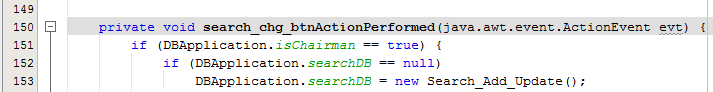 149
150 private void search_chg_btnActionPerformed(java.awt.event.ActionEvent evt) {
151 if (DBApplication.isChairman == true) {
152 if (DBApplication.searchDB == null)
153 DBApplication.searchDB = new Search_Add_Update();